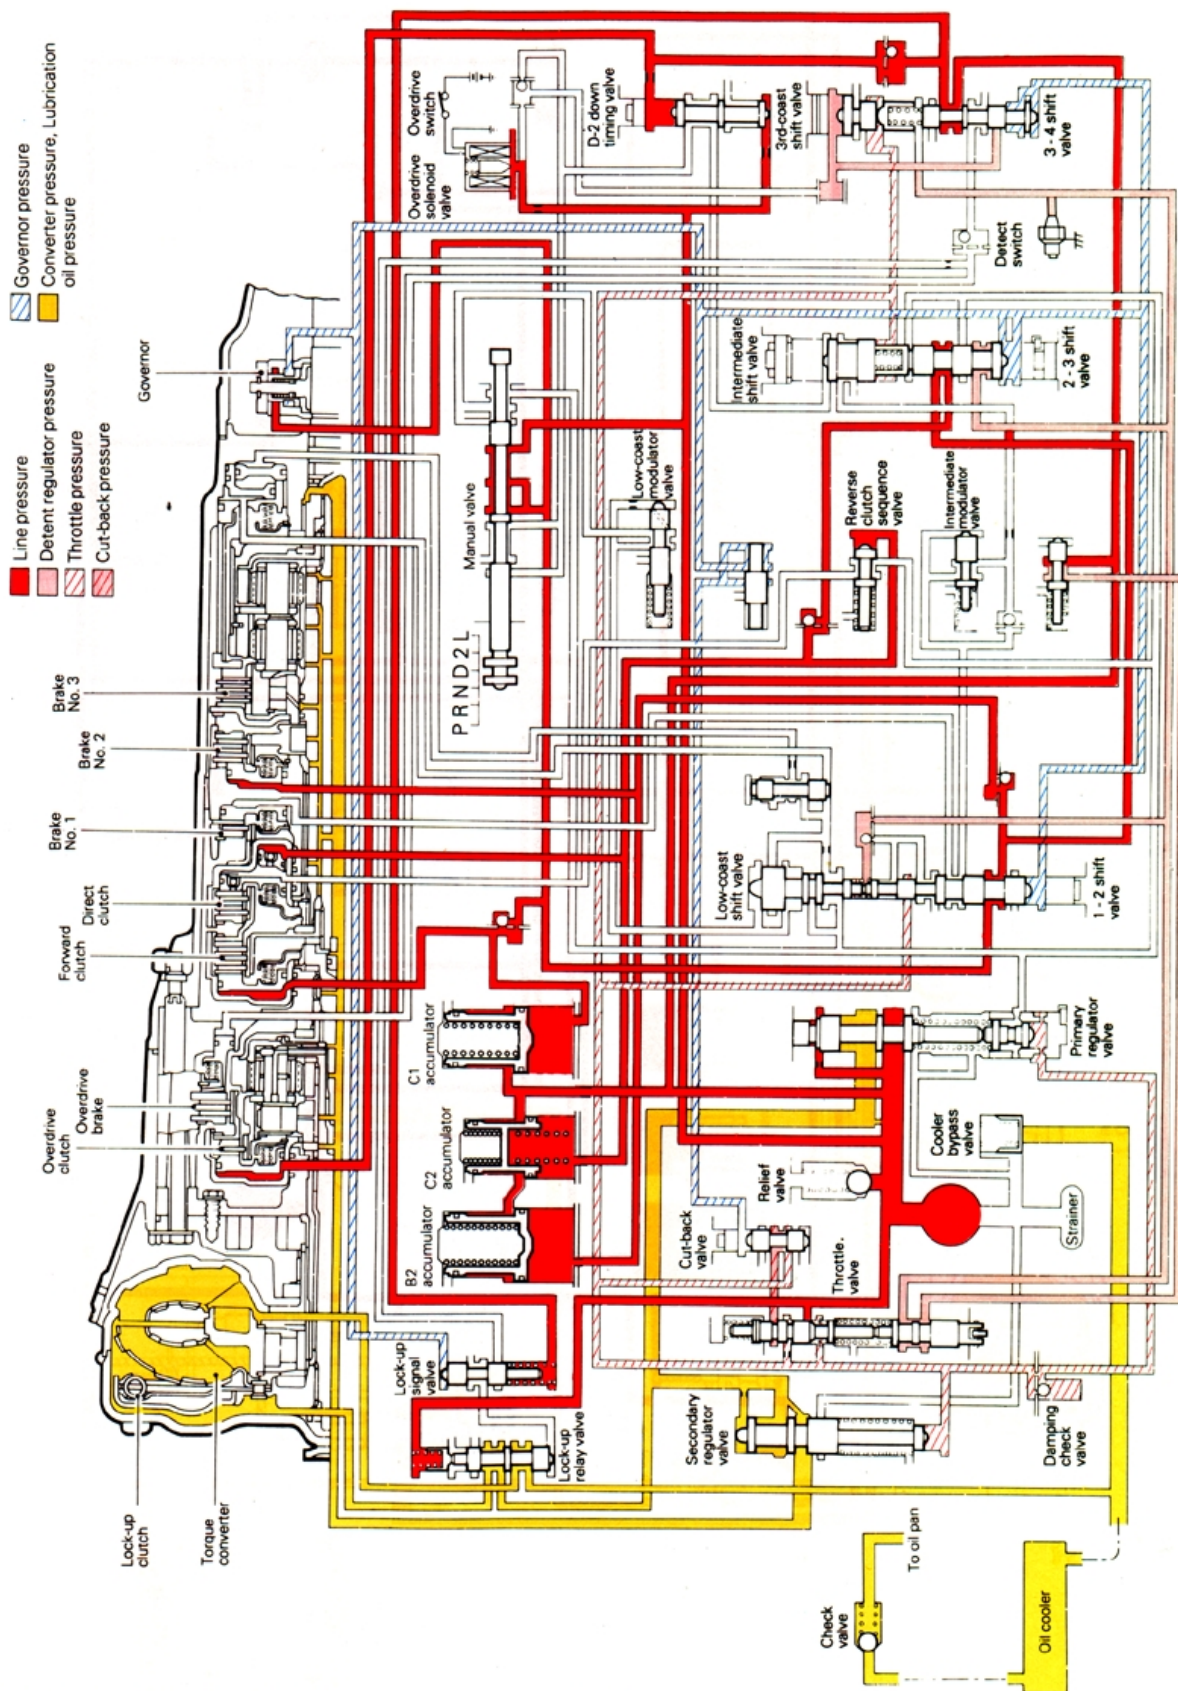 Line pressure
Detent regulator pressure
Throttle pressure
Cut-back pressure
Governor pressure
Converter pressure, Lubrication
oil pressure
Lock-up
clutch
Torque
converter
Overdrive
clutch
Overdrive
brake
Forward
clutch
Direct
clutch
Brake
No. 1
Brake
No. 2
Brake
No. 3
Governor
Lock-up
relay valve
Lock-up
signal
valve
B2
accumulator
C2
accumulator
C1
accumulator
P R N D 2 L
Manual valve
Overdrive
solenoid
valve
Overdrive
switch
D-2 down
timing valve
Low-coast
modulator
valve
Secondary
regulator
valve
Cut-back
valve
Throttle.
valve
Relief
valve
Low-coast
shift valve
Reverse
clutch
sequence
valve
Intermediate
modulator
valve
Intermediate
shift valve
3rd-coast
shift valve
Detect
switch
Check
valve
To oil pan
Oil cooler
Damping
check
valve
Strainer
Cooler
bypass
valve
Primary
regulator
valve
1 - 2 shift
valve
2 - 3 shift
valve
3 - 4 shift
valve